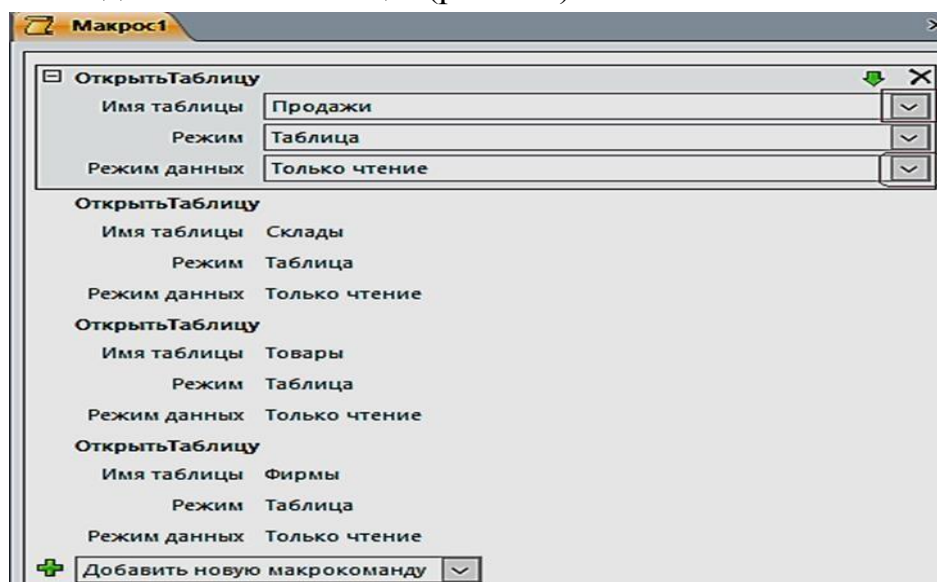 Макрос1
ОткрытьТаблицу
Имя таблицы Продажи
Режим Таблица
Режим данных Только чтение
ОткрытьТаблицу
Имя таблицы Склады
Режим Таблица
Режим данных Только чтение
ОткрытьТаблицу
Имя таблицы Товары
Режим Таблица
Режим данных Только чтение
ОткрытьТаблицу
Имя таблицы Фирмы
Режим Таблица
Режим данных Только чтение
Добавить новую макрокоманду